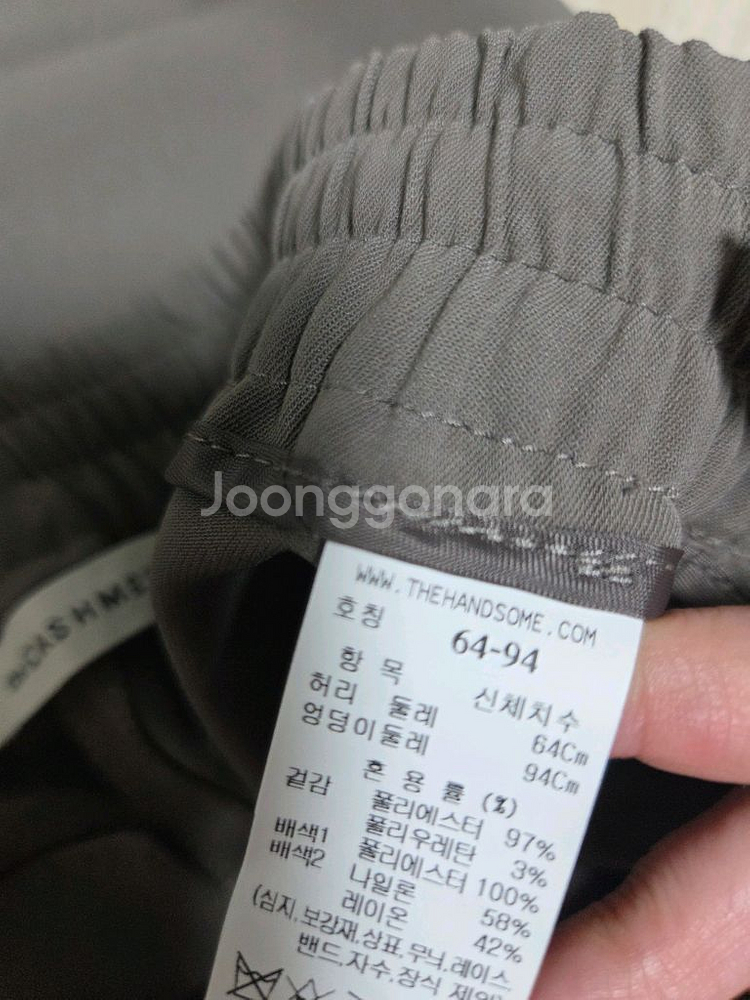 Joonggonara
WWW.THEHANDSOME.COM
호칭 64-94
항 목 신체치수
허리 둘레 64Cm
엉덩이둘레 94Cm
혼 용 률 (%)
겉감 폴리에스터 97%
폴리우레탄 3%
배색1 폴리에스터 100%
배색2 나일론 58%
레이온 42%
(심지,보강재,상표,무늬,레이스,
밴드,자수,장식 제외)
CASHME